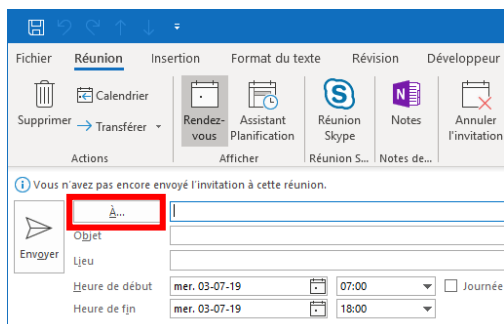 Fichier Réunion Insertion Format du texte Révision Développeur
Supprimer
Calendrier
Transférer
Rendez-vous
Assistant Planification
Réunion Skype
Notes
Annuler l'invitation
Actions Afficher Réunion S... Notes de...
Vous n'avez pas encore envoyé l'invitation à cette réunion.
Envoyer
À...
Objet
Lieu
Heure de début mer. 03-07-19 07:00 Journée
Heure de fin mer. 03-07-19 18:00